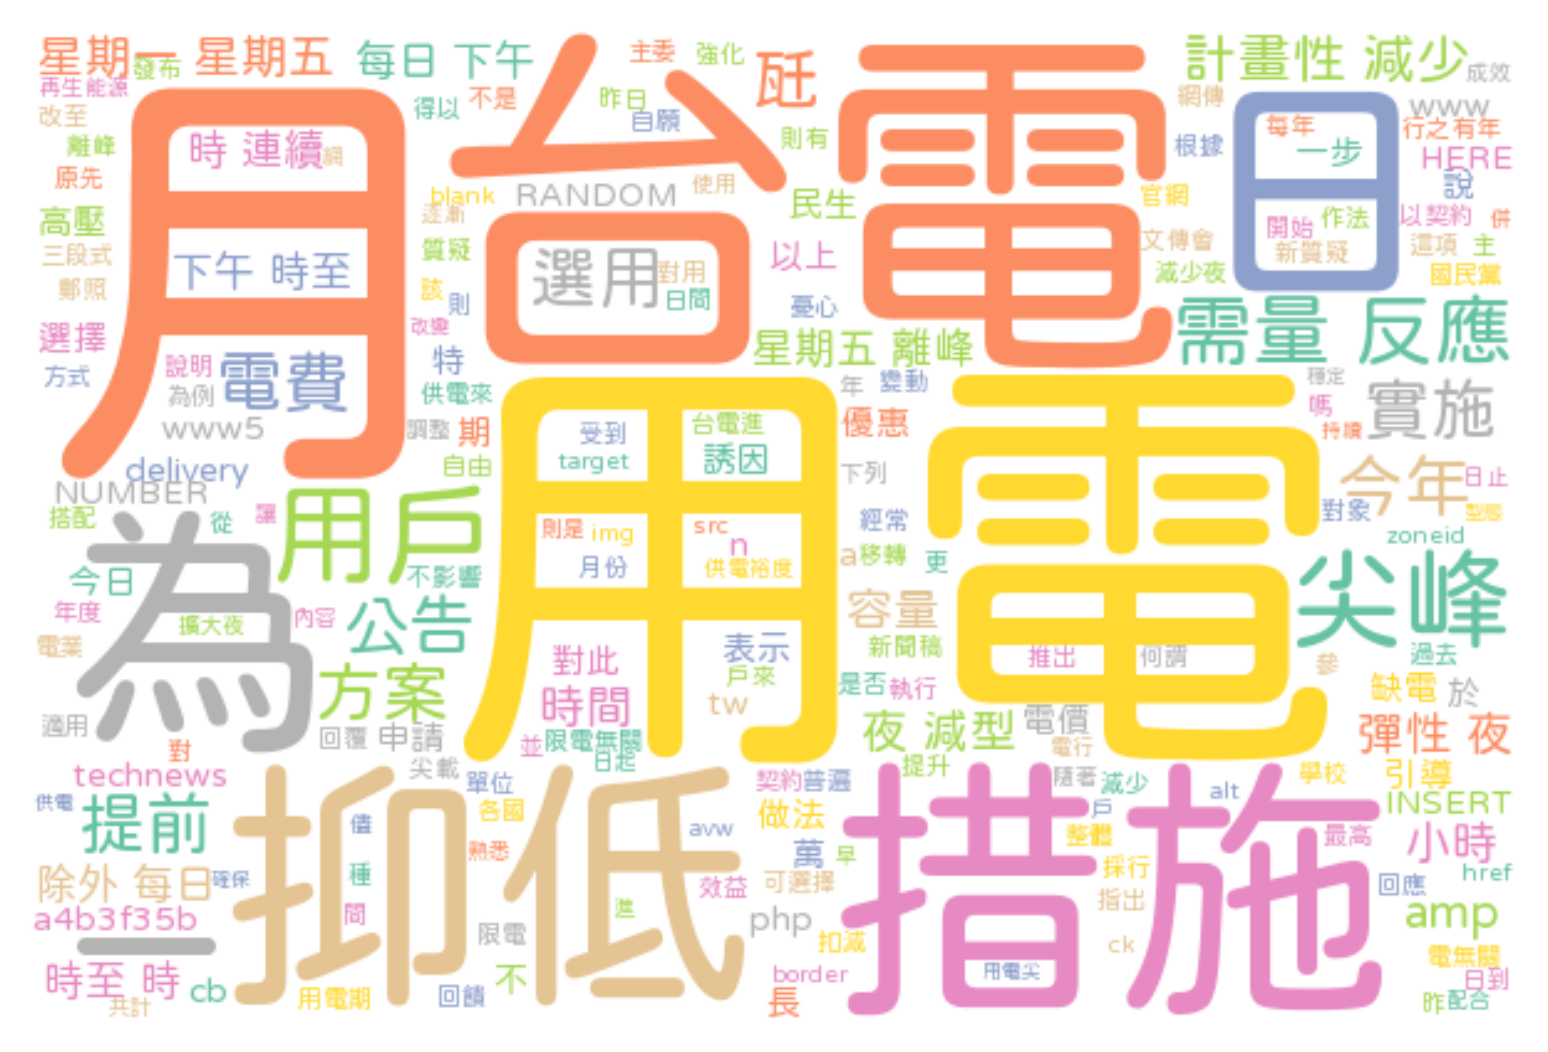 星期一 星期五 每日 下午
主委
強化
瓩
計畫性 減少
成效
發布
再生能源
改至
得以
不是
昨日
自願
則有
網傳
www
每年
行之有年
月
台電
日
離峰
時 連續
網
根據
一步
HERE
原先
blank
RANDOM
使用
民生
官網
說
高壓
逐漸
開始
作法
以契約
併
三段式
下午 時至
質疑
選用
對用
以上
文傳會
新質疑
這項
主
鄭照
該
則
日間
憂心
減少夜
國民黨
選擇
改變
星期五 離峰
需量 反應
方式
說明
電費
特
供電來
年
變動
穩定
為例
www5
調整
期
受到
台電進
優惠
嗎
實施
持續
delivery
自由
target
誘因
下列
今年
日止
NUMBER
用電
搭配
從
讓
用戶
則是
img
src
n
經常
對象
型態
zoneid
為
今日
不影響
月份
供電裕度
a
移轉
更
尖峰
年度
擴大夜
內容
公告
容量
電業
對此
表示
新聞稿
推出
何謂
參
過去
方案
時間
戶來
tw
是否
執行
缺電
於
適用
對
回覆
申請
並
限電無關
夜 減型
電價
電行
彈性 夜
technews
尖載
單位
日起
契約
普遍
提升
隨著
減少
學校
引導
供電
提前
抑低
措施
儘
各國
avw
做法
戶
alt
INSERT
整體
最高
小時
除外 每日
確保
種
熟悉
萬
早
採行
回應
href
a4b3f35b
間
進
效益
可選擇
指出
amp
一
限電
php
扣減
ck
電無關
時至 時
cb
用電期
回饋
不
border
用電尖
日到
共計
長
昨
配合